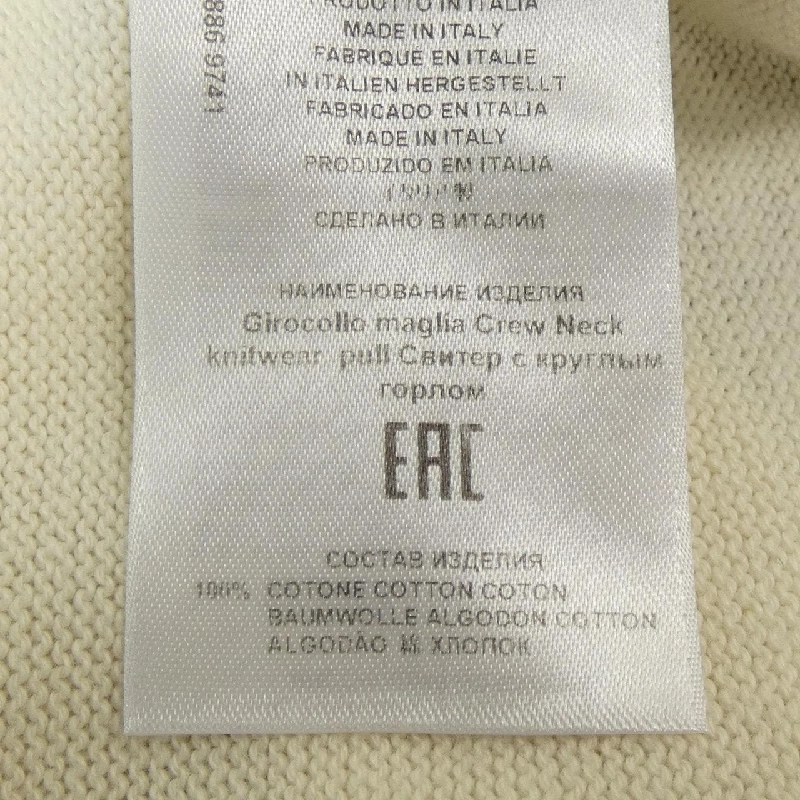 PRODOTTO IN ITALIA
MADE IN ITALY
FABRIQUE EN ITALIE
IN ITALIEN HERGESTELLT
FABRICADO EN ITALIA
MADE IN ITALY
PRODUZIDO EM ITALIA
СДЕЛАНО В ИТАЛИИ
НАИМЕНОВАНИЕ ИЗДЕЛИЯ
Girocollo maglia Crew Neck
knitwear pull Свитер с круглым
горлом
EAC
СОСТАВ ИЗДЕЛИЯ
100% COTONE COTTON COTON
BAUMWOLLE ALGODON COTTON
ALGODÃO 綿 ХЛОПОК
886 9741